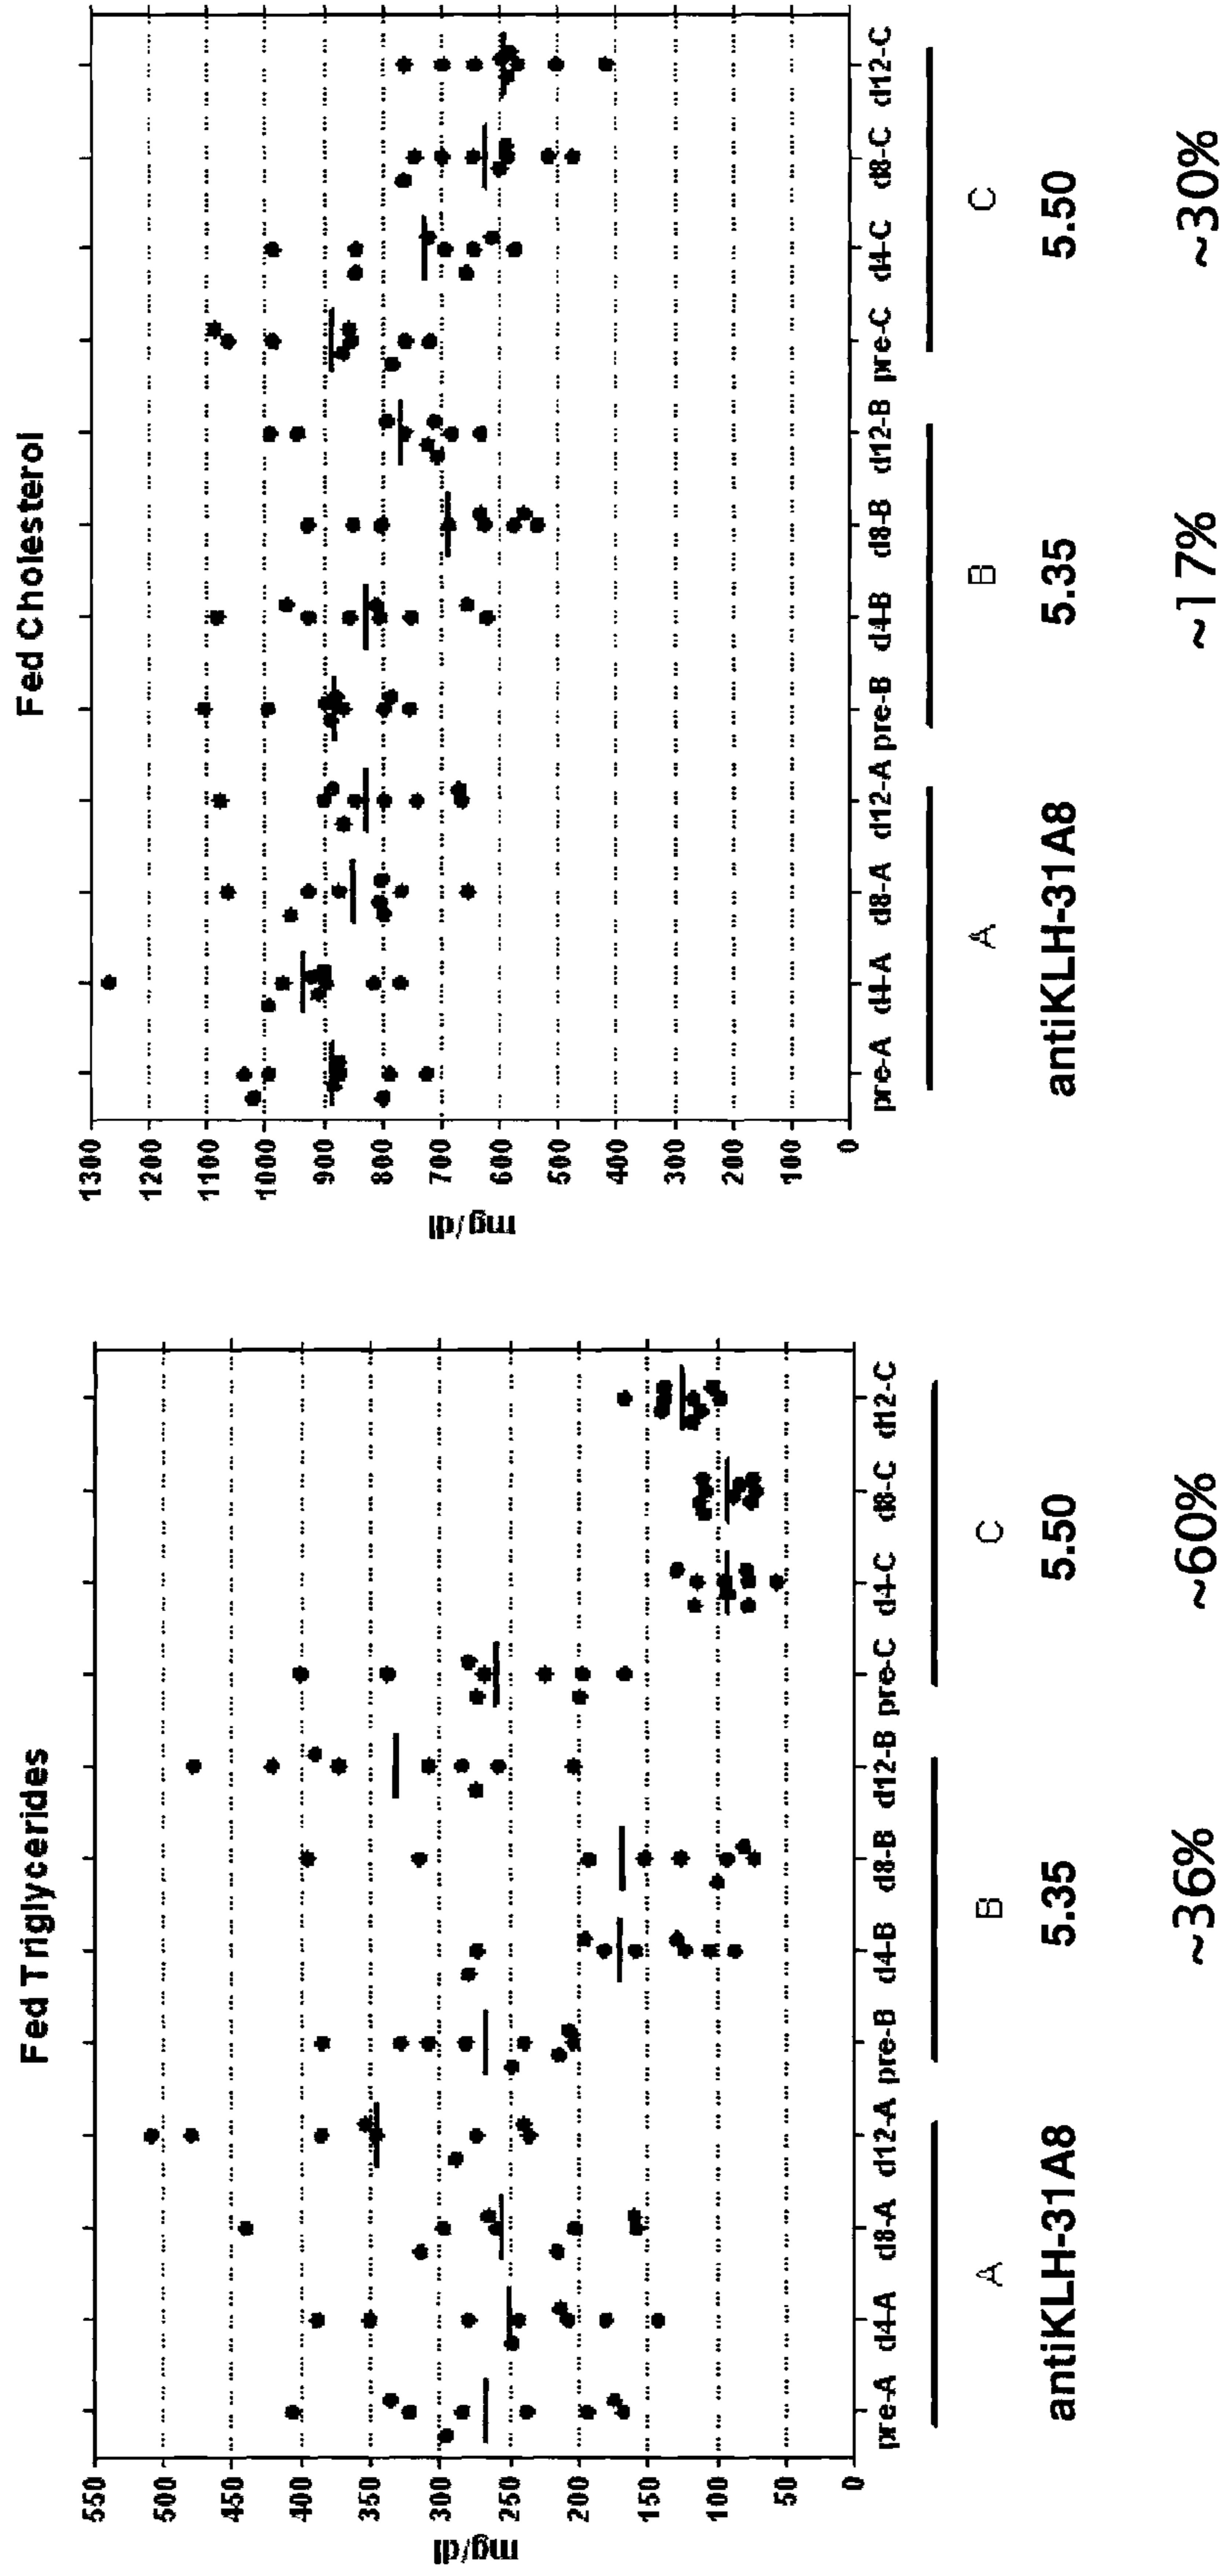 Fed Triglycerides
550
500
450
400
350
300
250
200
150
100
50
0
mg/dl
pre-A d4-A d8-A d12-A pre-B d4-B d8-B d12-B pre-C d4-C d8-C d12-C
A B C
antiKLH-31A8 5.35 5.50
~36% ~60%
Fed Cholesterol
1300
1200
1100
1000
900
800
700
600
500
400
300
200
100
0
mg/dl
pre-A d4-A d8-A d12-A pre-B d4-B d8-B d12-B pre-C d4-C d8-C d12-C
A B C
antiKLH-31A8 5.35 5.50
~17% ~30%